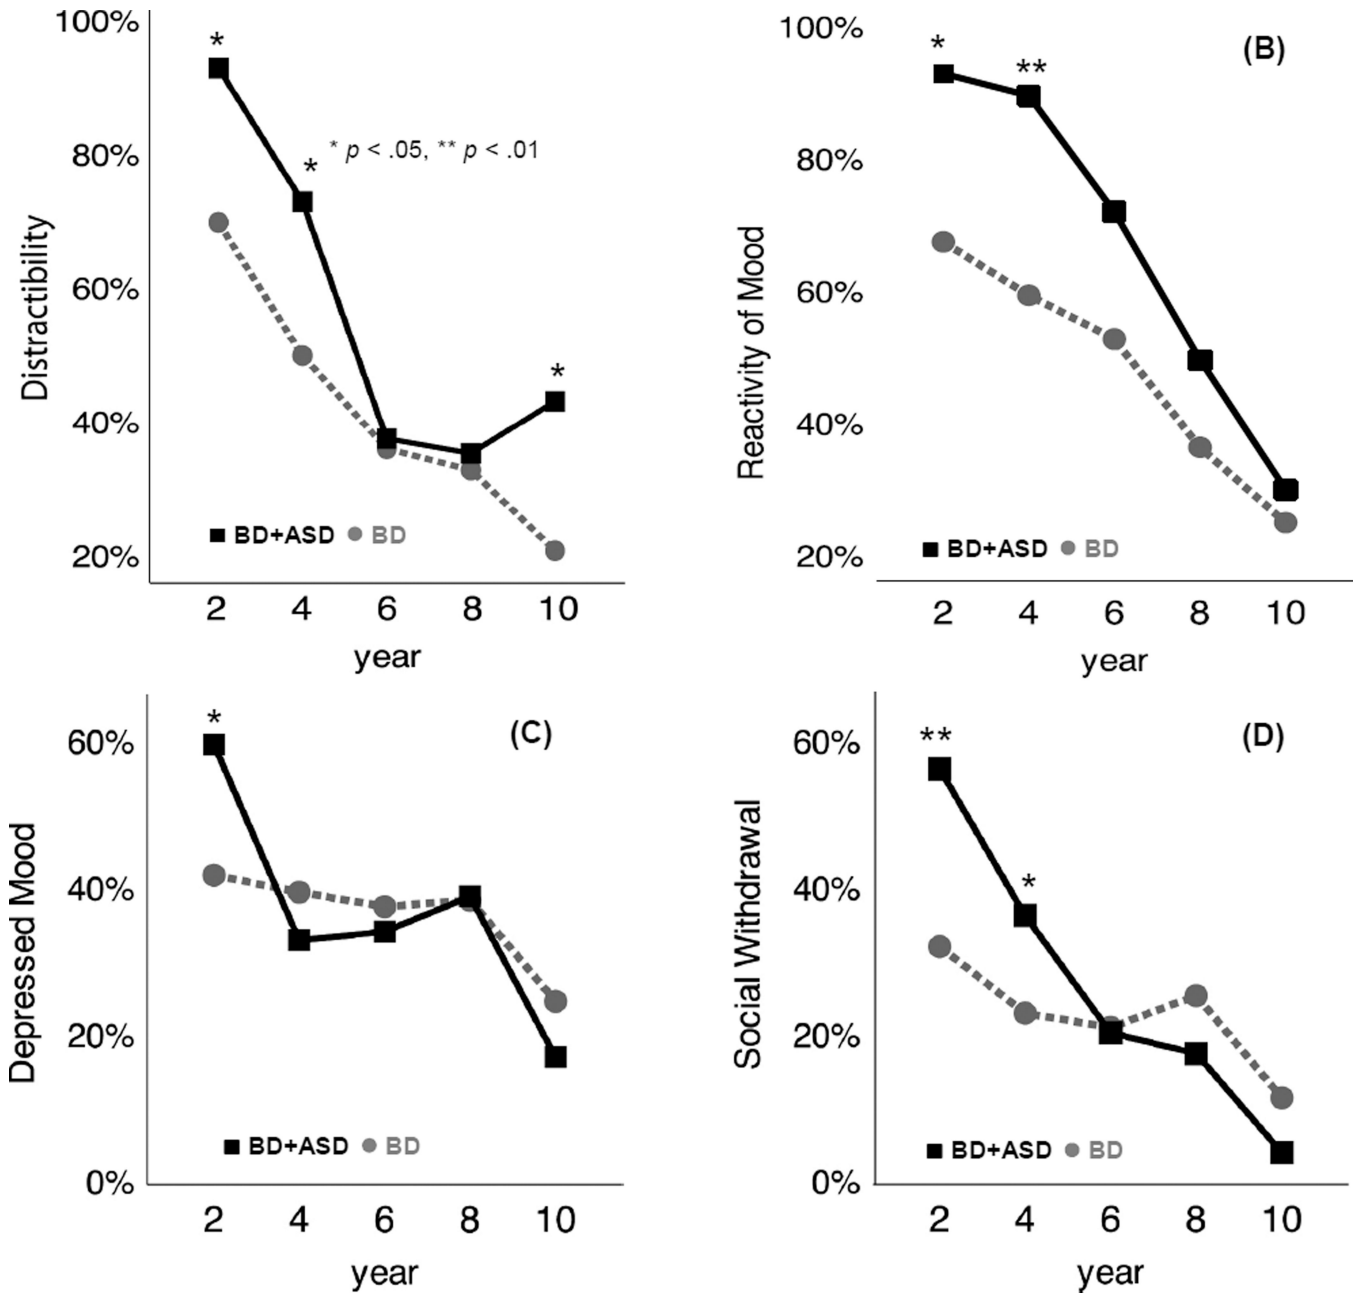 100%
80%
60%
40%
20%
Distractibility
*
*
* p < .05, ** p < .01
*
■ BD+ASD ● BD
2 4 6 8 10
year
100%
80%
60%
40%
20%
Reactivity of Mood
(B)
*
**
■ BD+ASD ● BD
2 4 6 8 10
year
60%
40%
20%
0%
Depressed Mood
(C)
*
■ BD+ASD ● BD
2 4 6 8 10
year
60%
40%
20%
0%
Social Withdrawal
(D)
**
*
■ BD+ASD ● BD
2 4 6 8 10
year